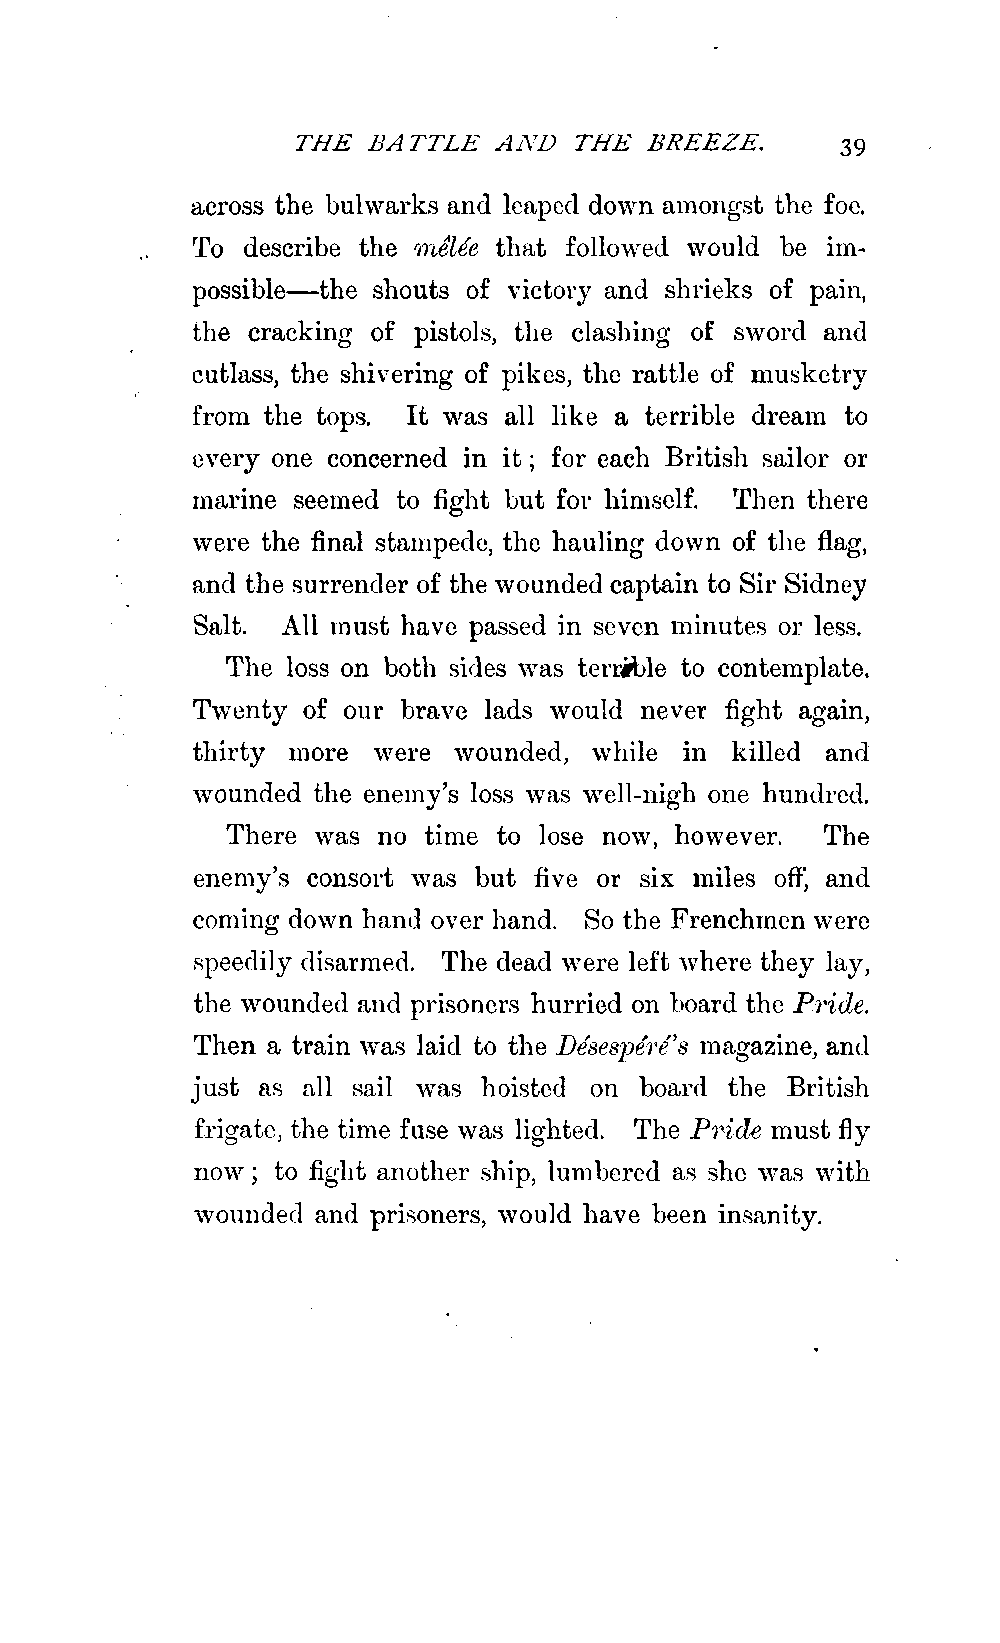 THE BATTLE AND THE BREEZE. 39
across the bulwarks and leaped down amongst the foe.
To describe the mêlée that followed would be im-
possible—the shouts of victory and shrieks of pain,
the cracking of pistols, the clashing of sword and
cutlass, the shivering of pikes, the rattle of musketry
from the tops. It was all like a terrible dream to
every one concerned in it; for each British sailor or
marine seemed to fight but for himself. Then there
were the final stampede, the hauling down of the flag,
and the surrender of the wounded captain to Sir Sidney
Salt. All must have passed in seven minutes or less.
The loss on both sides was terrible to contemplate.
Twenty of our brave lads would never fight again,
thirty more were wounded, while in killed and
wounded the enemy's loss was well-nigh one hundred.
There was no time to lose now, however. The
enemy's consort was but five or six miles off, and
coming down hand over hand. So the Frenchmen were
speedily disarmed. The dead were left where they lay,
the wounded and prisoners hurried on board the Pride.
Then a train was laid to the Désespéré's magazine, and
just as all sail was hoisted on board the British
frigate, the time fuse was lighted. The Pride must fly
now; to fight another ship, lumbered as she was with
wounded and prisoners, would have been insanity.